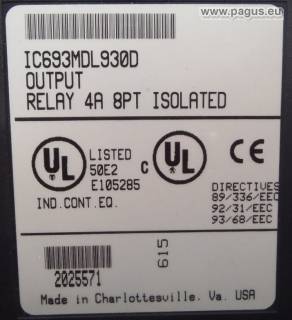 www.pagus.eu
IC693MDL930D
OUTPUT
RELAY 4A 8PT ISOLATED
UL LISTED C UL CE
50E2
E105285
IND.CONT.EQ.
DIRECTIVES
89/336/EEC
92/31/EEC
93/68/EEC
615
2025571
Made in Charlottesville, Va. USA